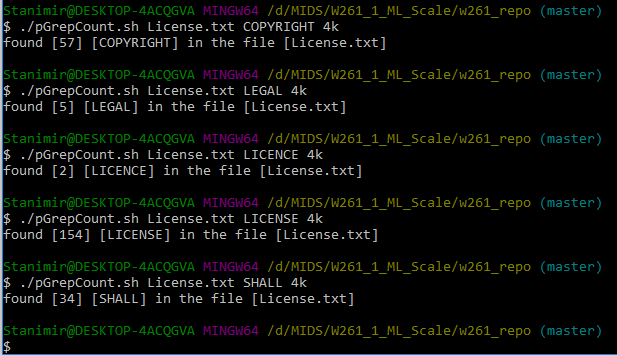 Stanimir@DESKTOP-4ACQGVA MINGW64 /d/MIDS/W261_1_ML_Scale/w261_repo (master)
$ ./pGrepCount.sh License.txt COPYRIGHT 4k
found [57] [COPYRIGHT] in the file [License.txt]
Stanimir@DESKTOP-4ACQGVA MINGW64 /d/MIDS/W261_1_ML_Scale/w261_repo (master)
$ ./pGrepCount.sh License.txt LEGAL 4k
found [5] [LEGAL] in the file [License.txt]
Stanimir@DESKTOP-4ACQGVA MINGW64 /d/MIDS/W261_1_ML_Scale/w261_repo (master)
$ ./pGrepCount.sh License.txt LICENCE 4k
found [2] [LICENCE] in the file [License.txt]
Stanimir@DESKTOP-4ACQGVA MINGW64 /d/MIDS/W261_1_ML_Scale/w261_repo (master)
$ ./pGrepCount.sh License.txt LICENSE 4k
found [154] [LICENSE] in the file [License.txt]
Stanimir@DESKTOP-4ACQGVA MINGW64 /d/MIDS/W261_1_ML_Scale/w261_repo (master)
$ ./pGrepCount.sh License.txt SHALL 4k
found [34] [SHALL] in the file [License.txt]
Stanimir@DESKTOP-4ACQGVA MINGW64 /d/MIDS/W261_1_ML_Scale/w261_repo (master)
$